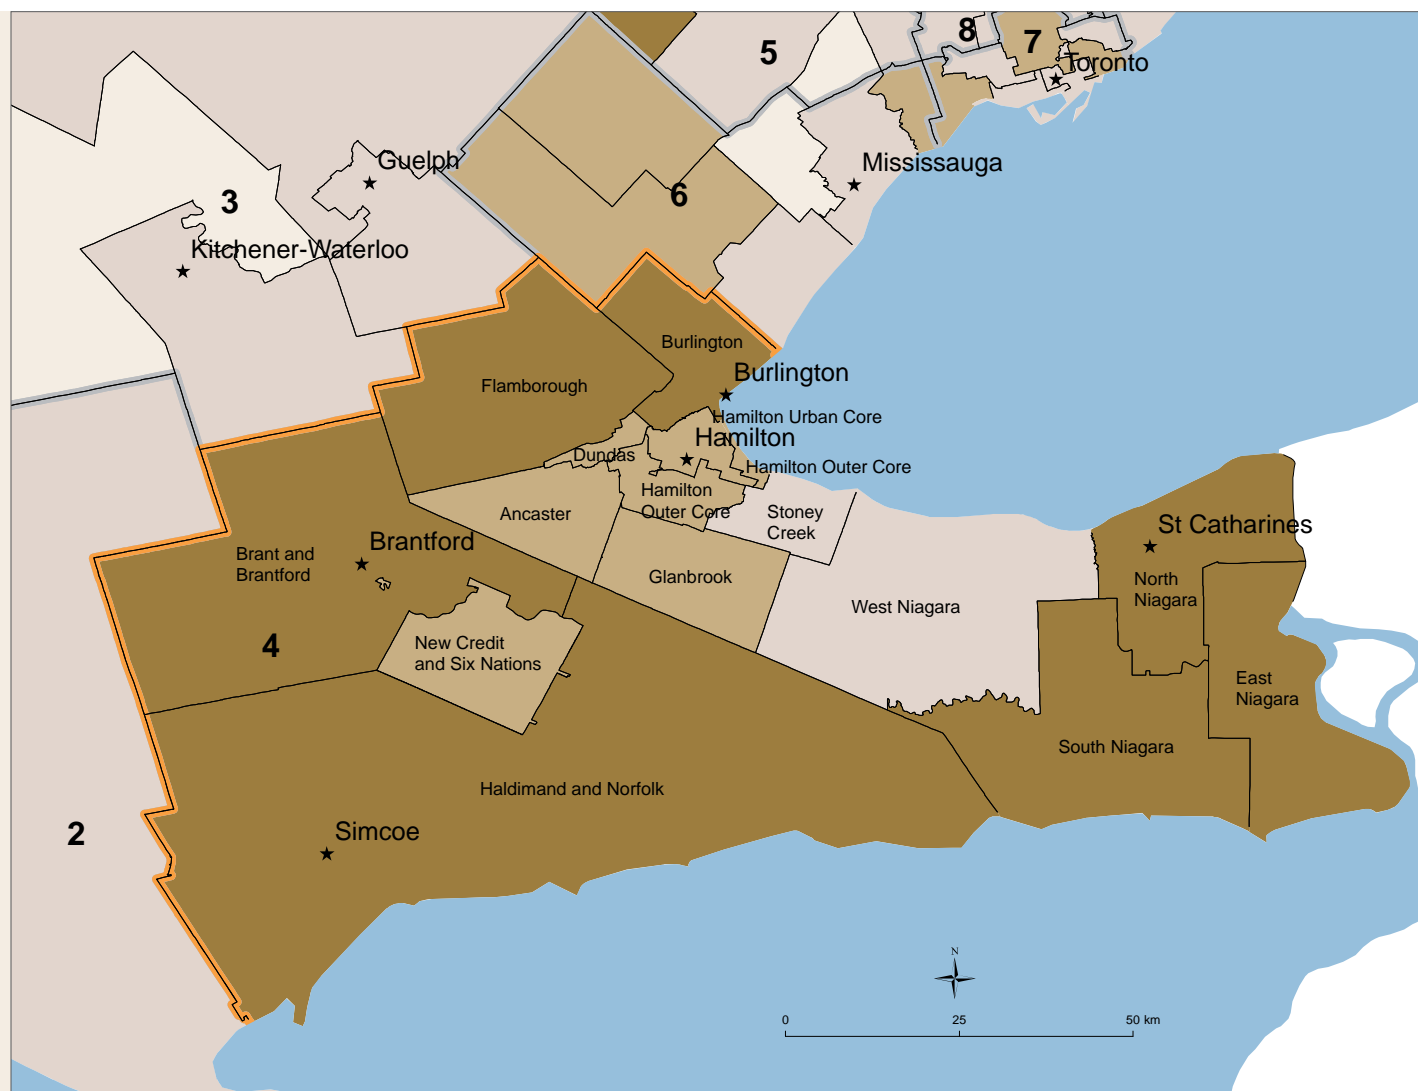 8
5
7
Toronto
Guelph
Mississauga
6
3
Kitchener-Waterloo
Burlington
Burlington
Flamborough
Hamilton Urban Core
Hamilton
Dundas
Hamilton Outer Core
Hamilton
Outer Core
Ancaster
Stoney
Creek
St Catharines
Brantford
Brant and
Brantford
Glanbrook
North
Niagara
West Niagara
4
New Credit
and Six Nations
East
Niagara
South Niagara
Haldimand and Norfolk
2
Simcoe
N
0 25 50 km